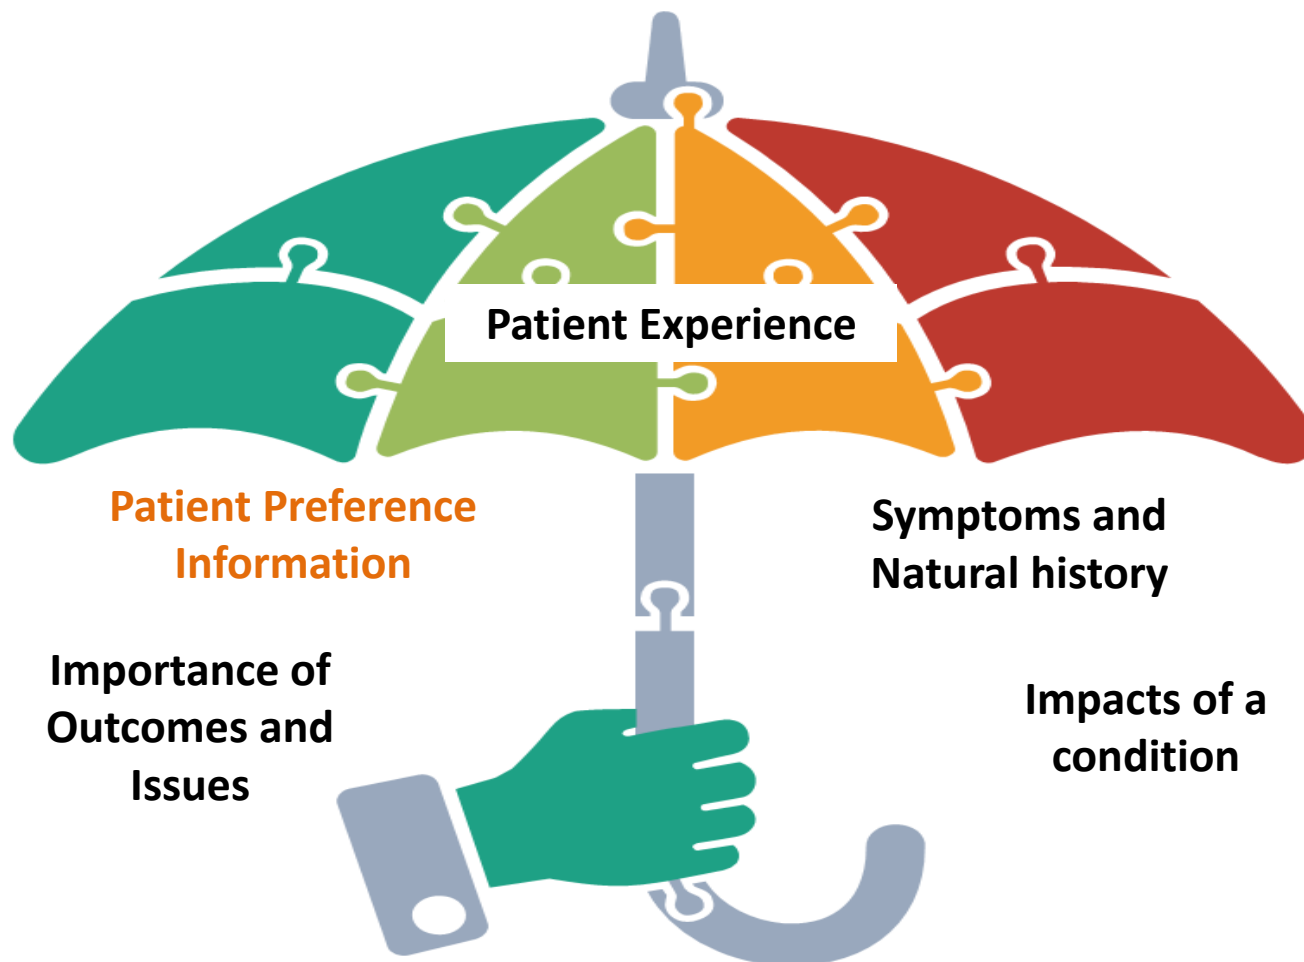 Patient Experience
Patient Preference
Information
Symptoms and
Natural history
Importance of
Outcomes and
Issues
Impacts of a
condition